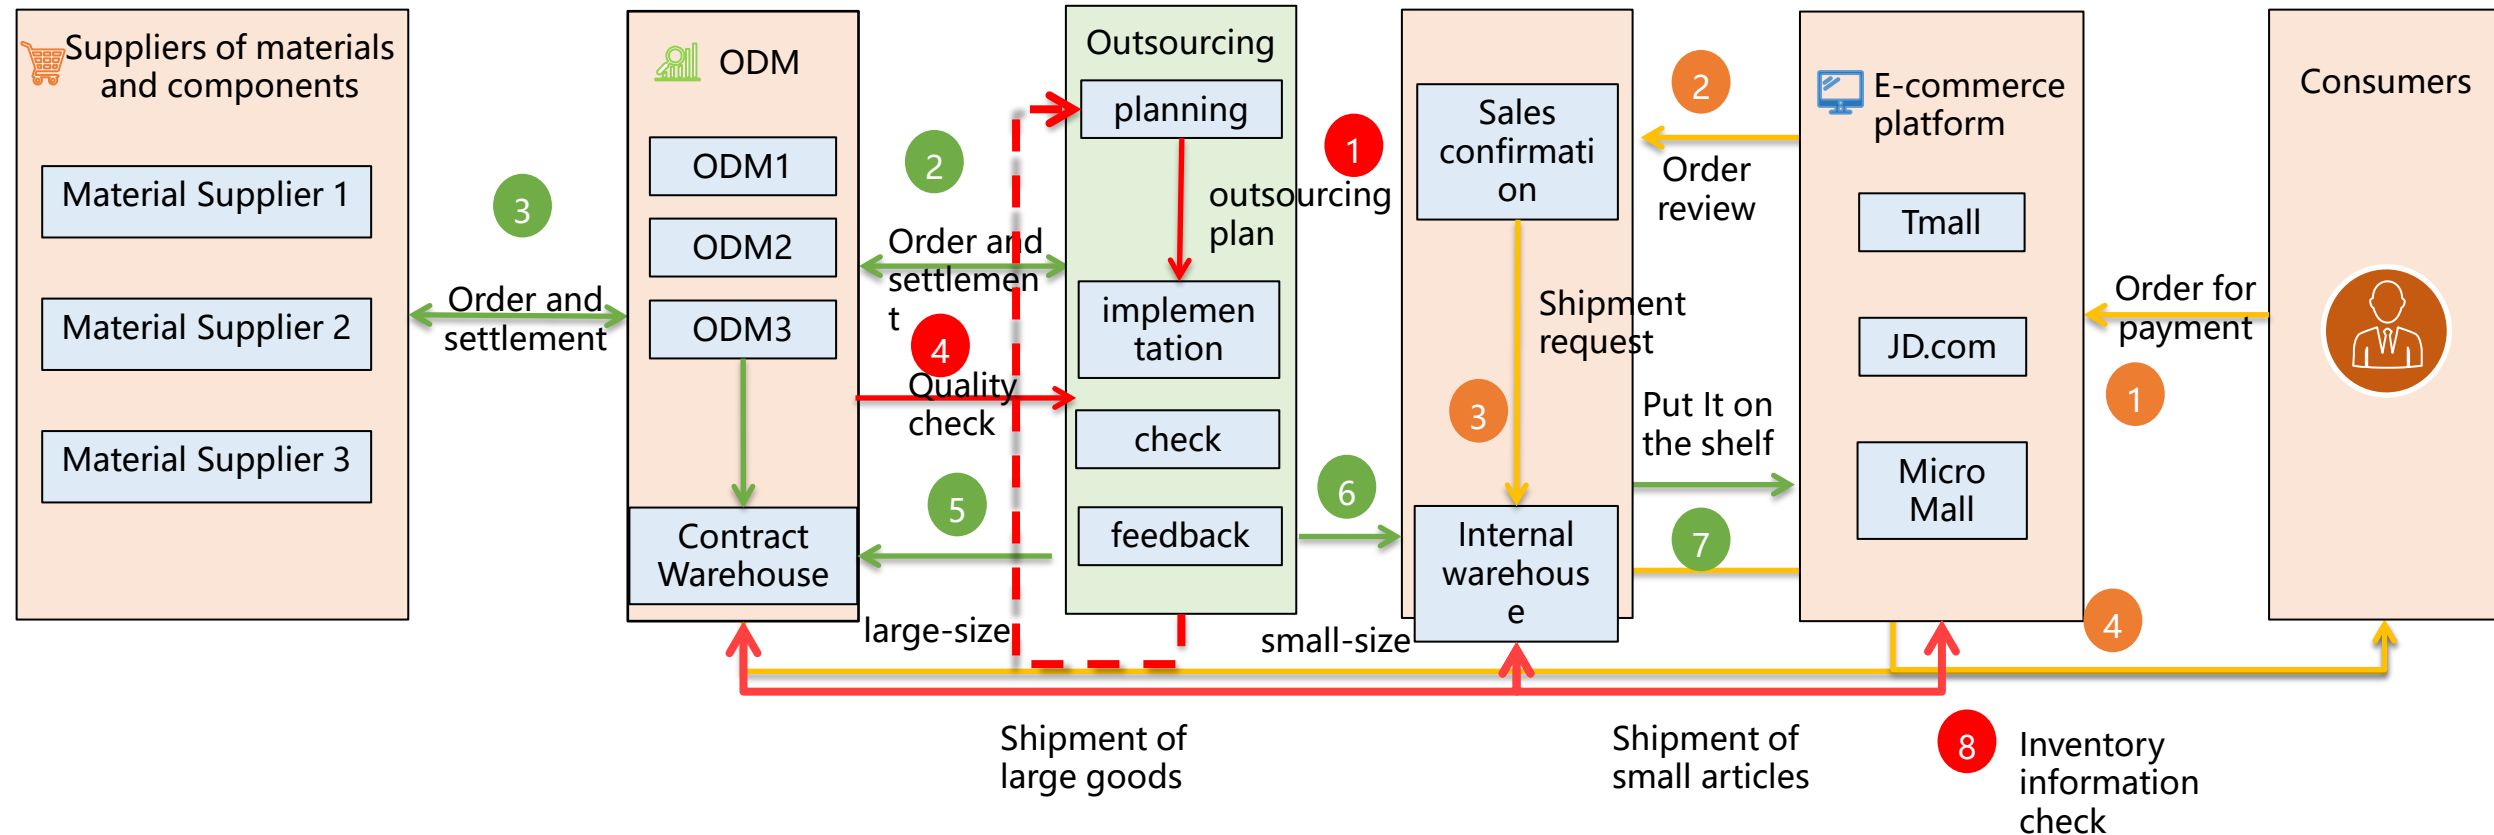 Suppliers of materials
and components
Material Supplier 1
Material Supplier 2
Material Supplier 3
3
Order and
settlement
ODM
ODM1
ODM2
ODM3
Contract
Warehouse
2
Order and
settlemen
t
4
Quality
check
5
large-size
Outsourcing
planning
outsourcing
plan
implemen
tation
check
feedback
1
6
small-size
Sales
confirmati
on
Shipment
request
3
Internal
warehous
e
2
Order
review
Put It on
the shelf
7
E-commerce
platform
Tmall
JD.com
Micro
Mall
Order for
payment
1
4
Consumers
Shipment of
large goods
Shipment of
small articles
8
Inventory
information
check